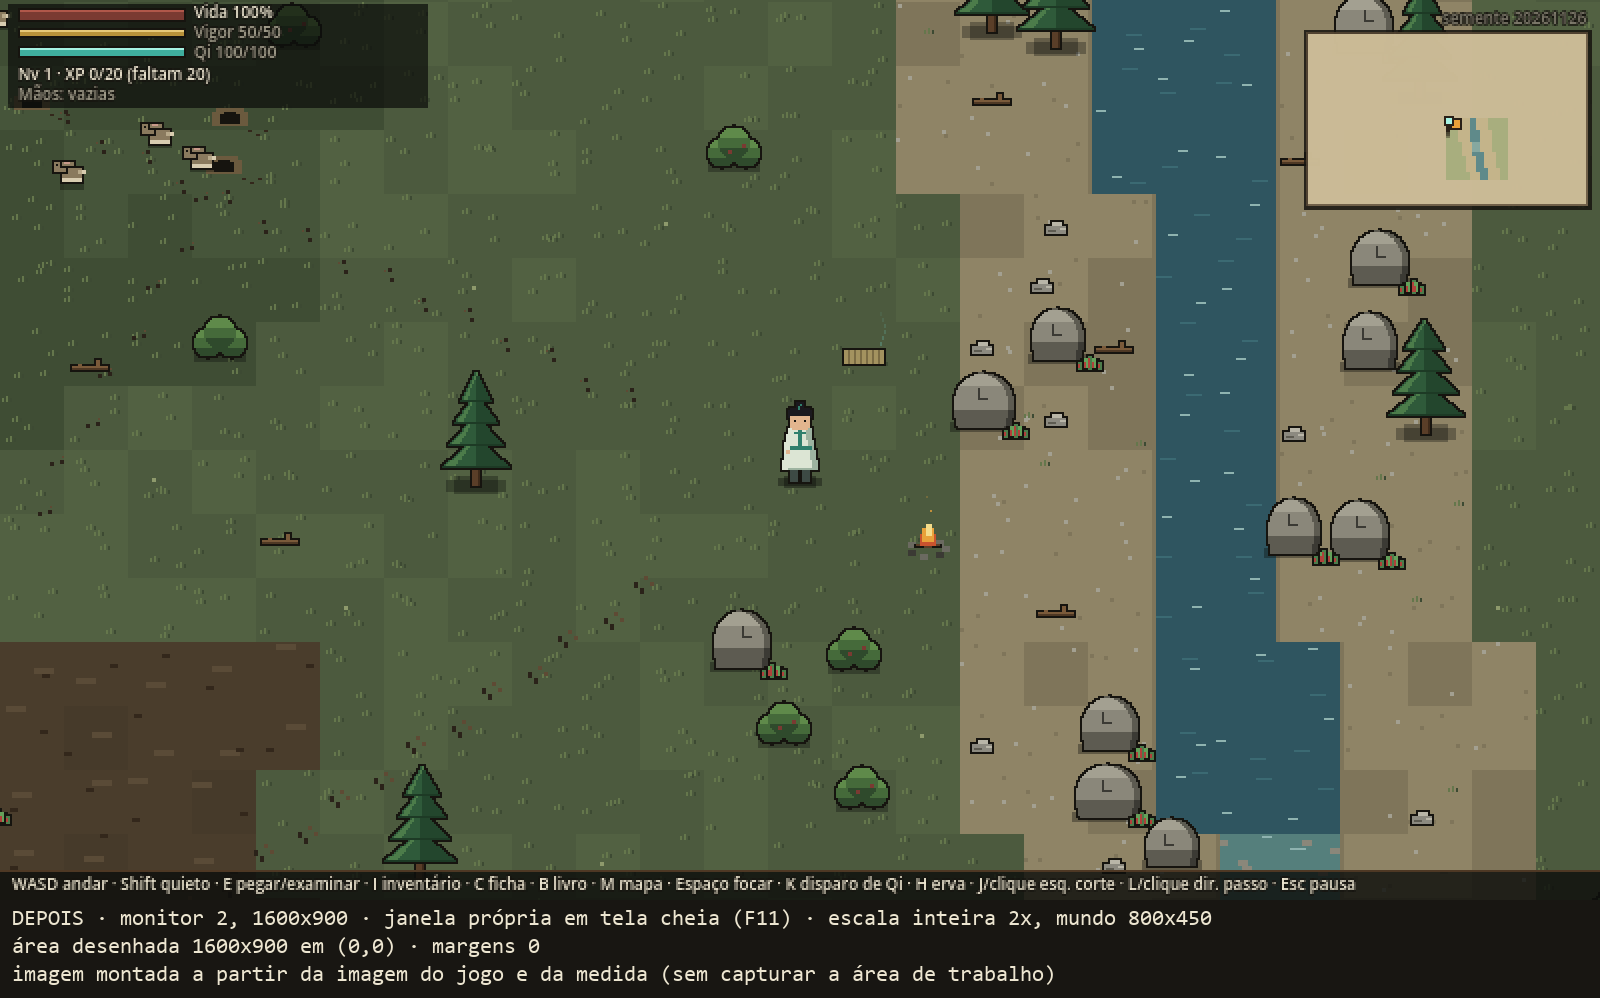 Vida 100%
Vigor 50/50
Qi 100/100
Nv 1 · XP 0/20 (faltam 20)
Mãos: vazias
semente 20261126
WASD andar · Shift quieto · E pegar/examinar · I inventário · C ficha · B livro · M mapa · Espaço focar · K disparo de Qi · H erva · J/clique esq. corte · L/clique dir. passo · Esc pausa
DEPOIS · monitor 2, 1600x900 · janela própria em tela cheia (F11) · escala inteira 2x, mundo 800x450
área desenhada 1600x900 em (0,0) · margens 0
imagem montada a partir da imagem do jogo e da medida (sem capturar a área de trabalho)